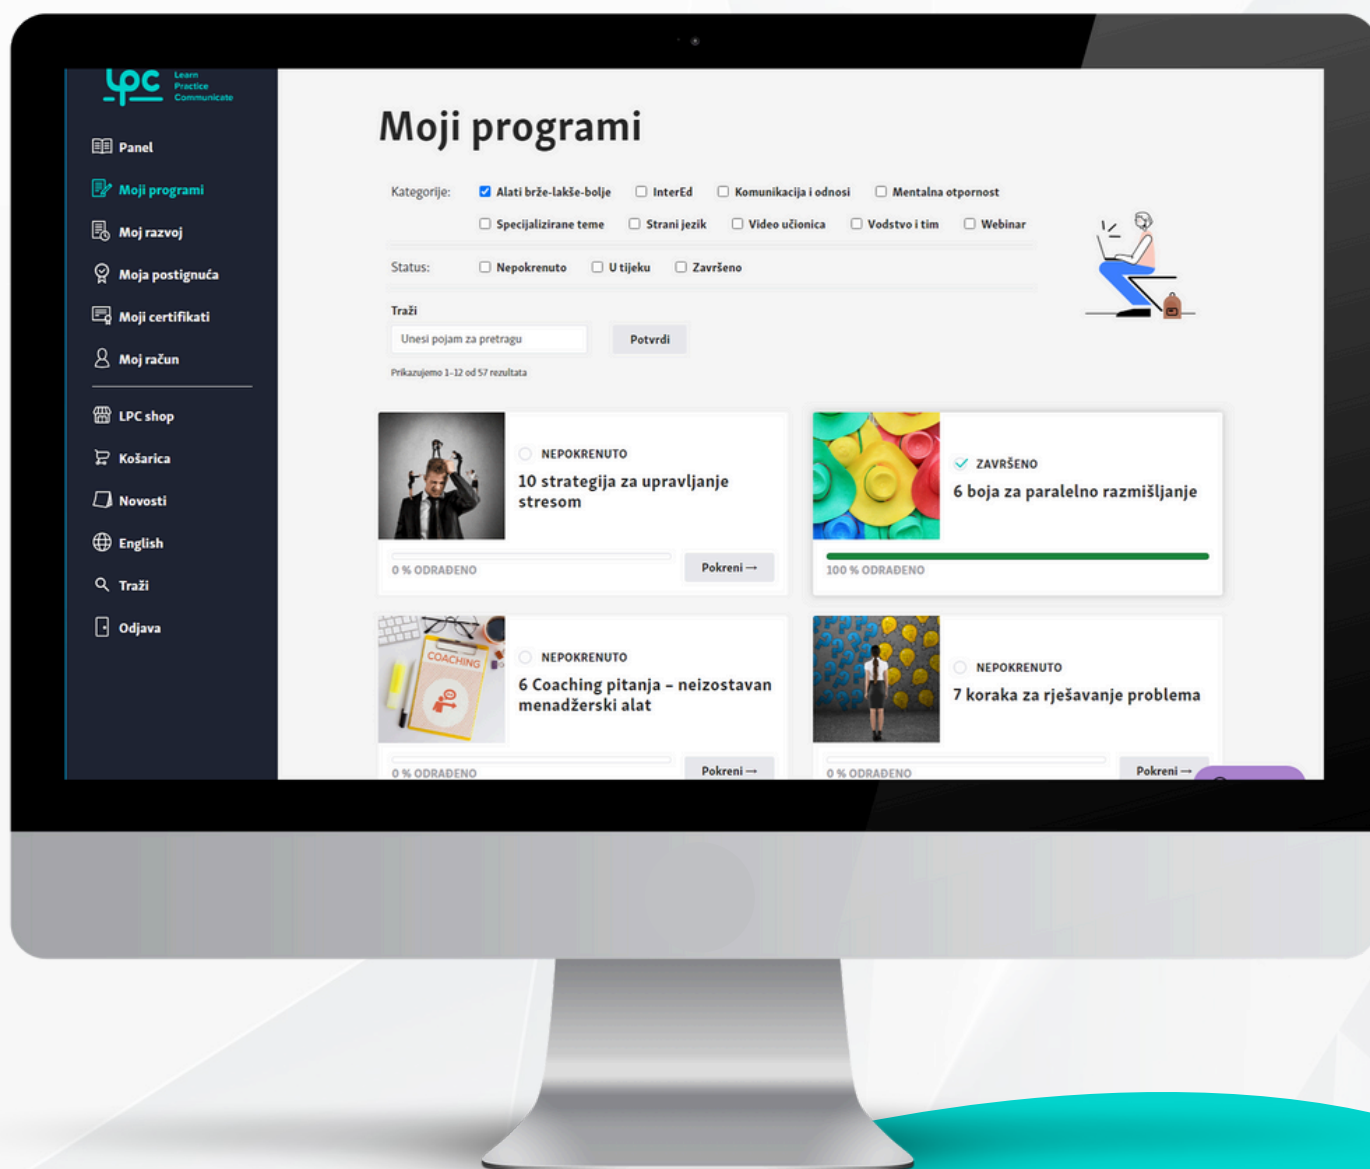 Lpc
Learn
Practice
Communicate
Panel
Moji programi
Moj razvoj
Moja postignuća
Moji certifikati
Moj račun
LPC shop
Košarica
Novosti
English
Traži
Odjava
Moji programi
Kategorije: Alati brže-lakše-bolje InterEd Komunikacija i odnosi Mentalna otpornost
Specijalizirane teme Strani jezik Video učionica Vodstvo i tim Webinar
Status: Nepokrenuto U tijeku Završeno
Traži
Unesi pojam za pretragu Potvrdi
Prikazujemo 1–12 od 57 rezultata
NEPOKRENUTO
10 strategija za upravljanje
stresom
0 % ODRAĐENO Pokreni →
ZAVRŠENO
6 boja za paralelno razmišljanje
100 % ODRAĐENO
COACHING
NEPOKRENUTO
6 Coaching pitanja – neizostavan
menadžerski alat
0 % ODRAĐENO Pokreni →
NEPOKRENUTO
7 koraka za rješavanje problema
0 % ODRAĐENO Pokreni →